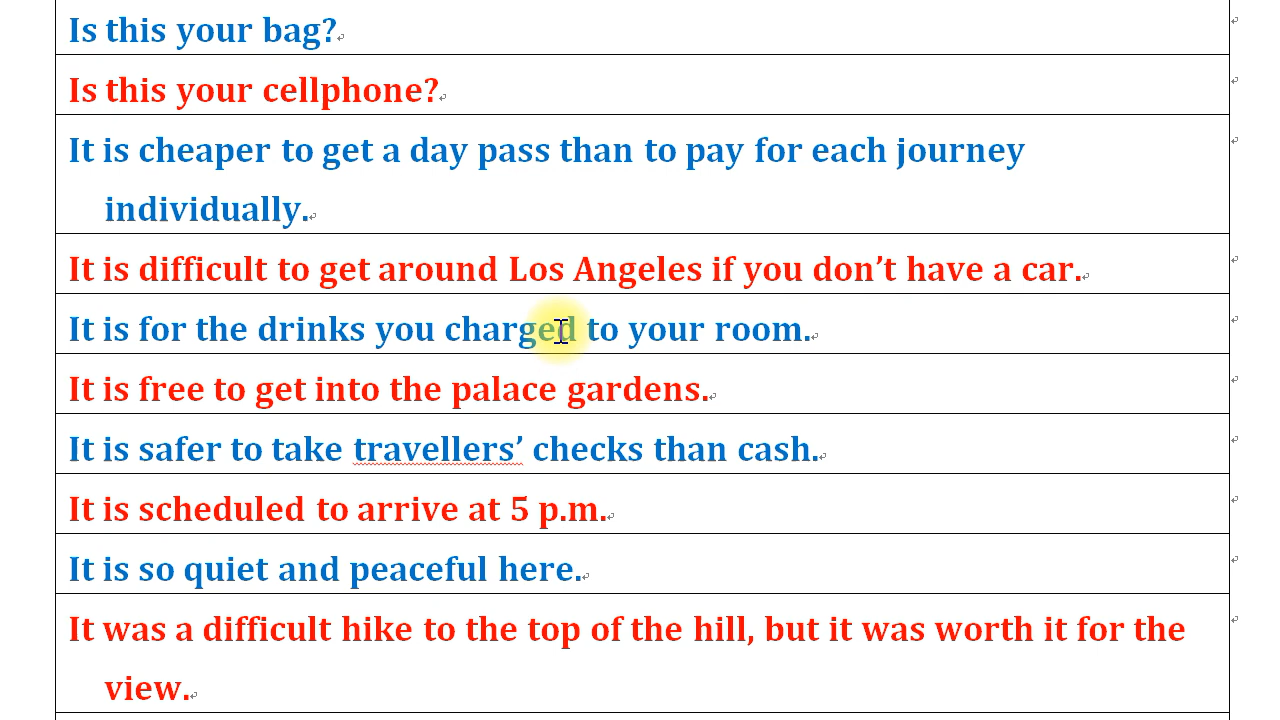 Is this your bag?
Is this your cellphone?
It is cheaper to get a day pass than to pay for each journey
individually.
It is difficult to get around Los Angeles if you don’t have a car.
It is for the drinks you charged to your room.
It is free to get into the palace gardens.
It is safer to take travellers’ checks than cash.
It is scheduled to arrive at 5 p.m.
It is so quiet and peaceful here.
It was a difficult hike to the top of the hill, but it was worth it for the
view.